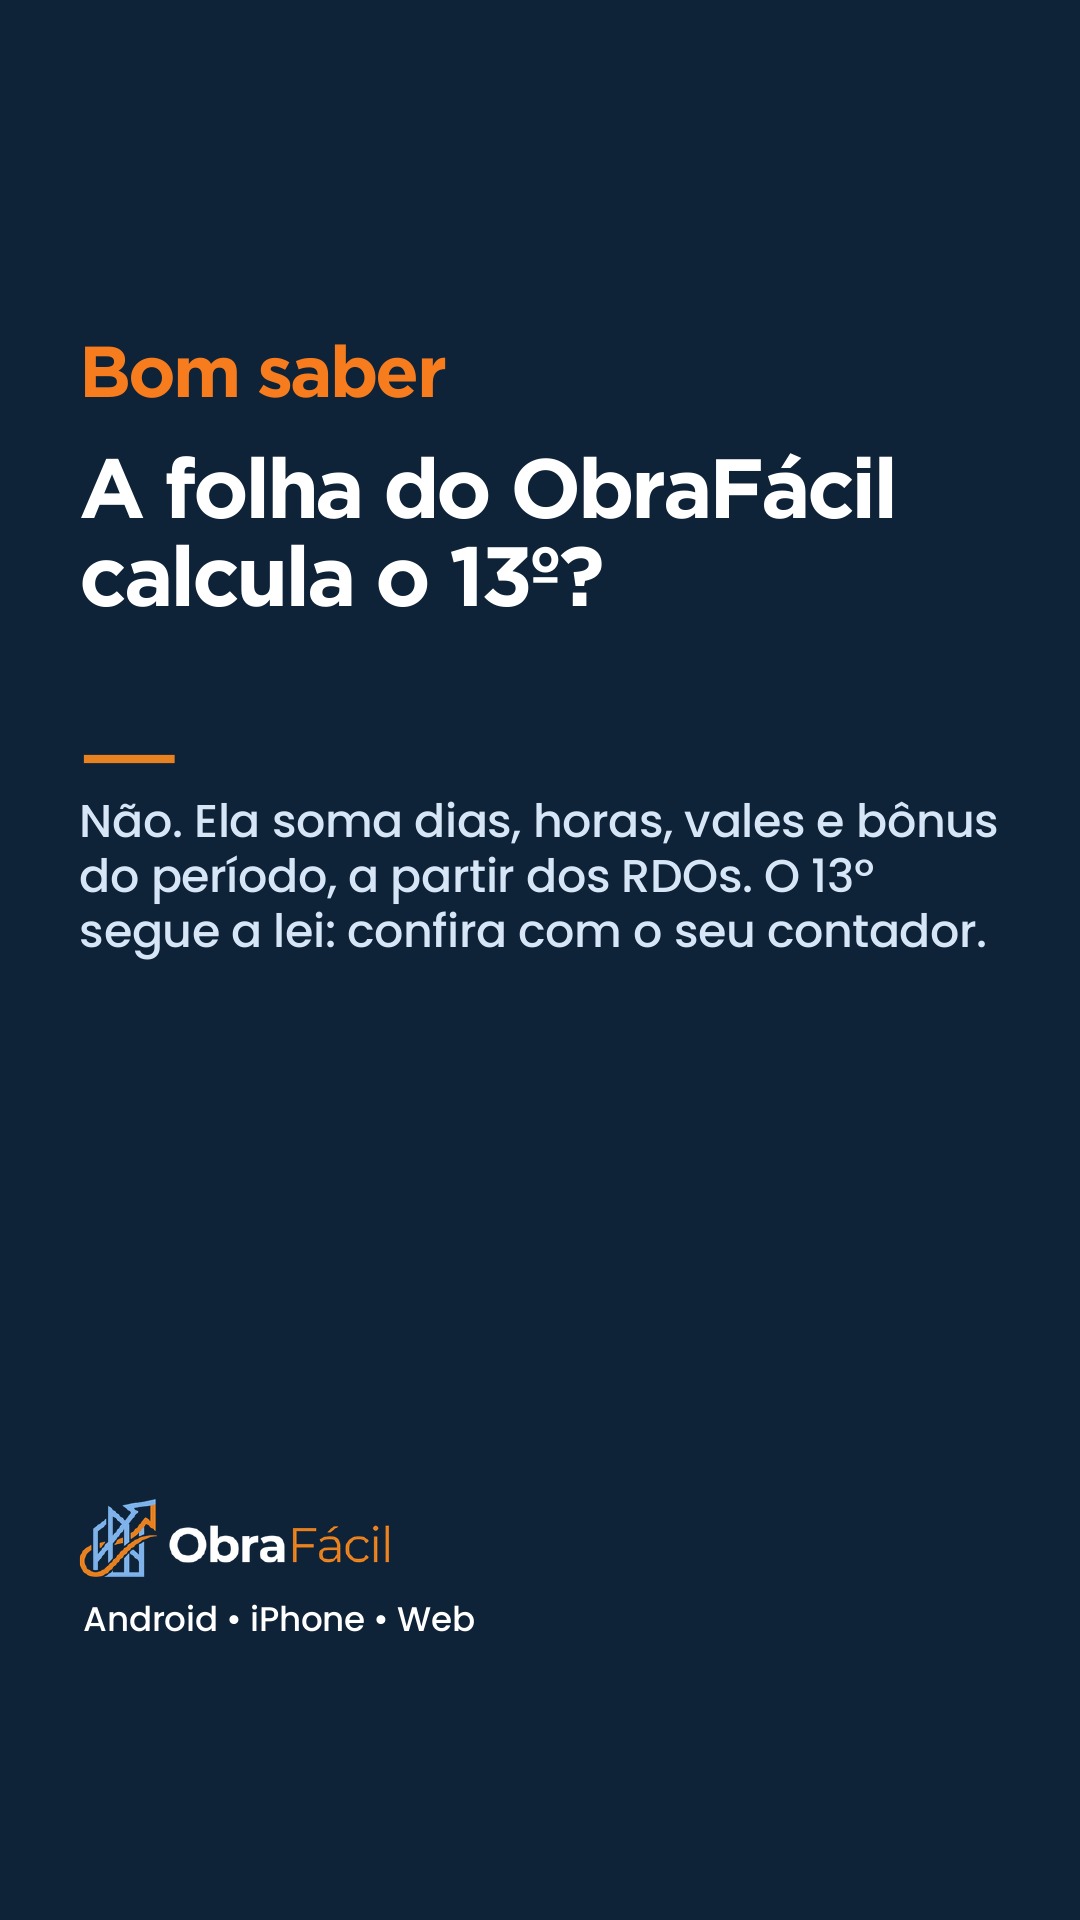 Bom saber
A folha do ObraFácil
calcula o 13º?
Não. Ela soma dias, horas, vales e bônus
do período, a partir dos RDOs. O 13º
segue a lei: confira com o seu contador.
ObraFácil
Android • iPhone • Web